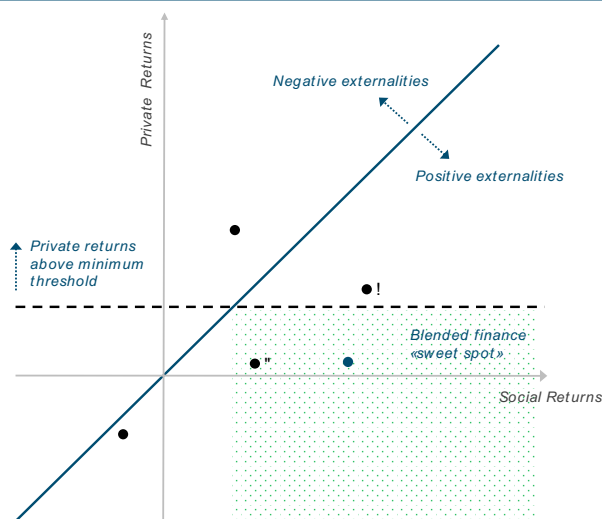 Private Returns
Negative externalities
Positive externalities
Private returns
above minimum
threshold
!
Blended finance
«sweet spot»
"
Social Returns